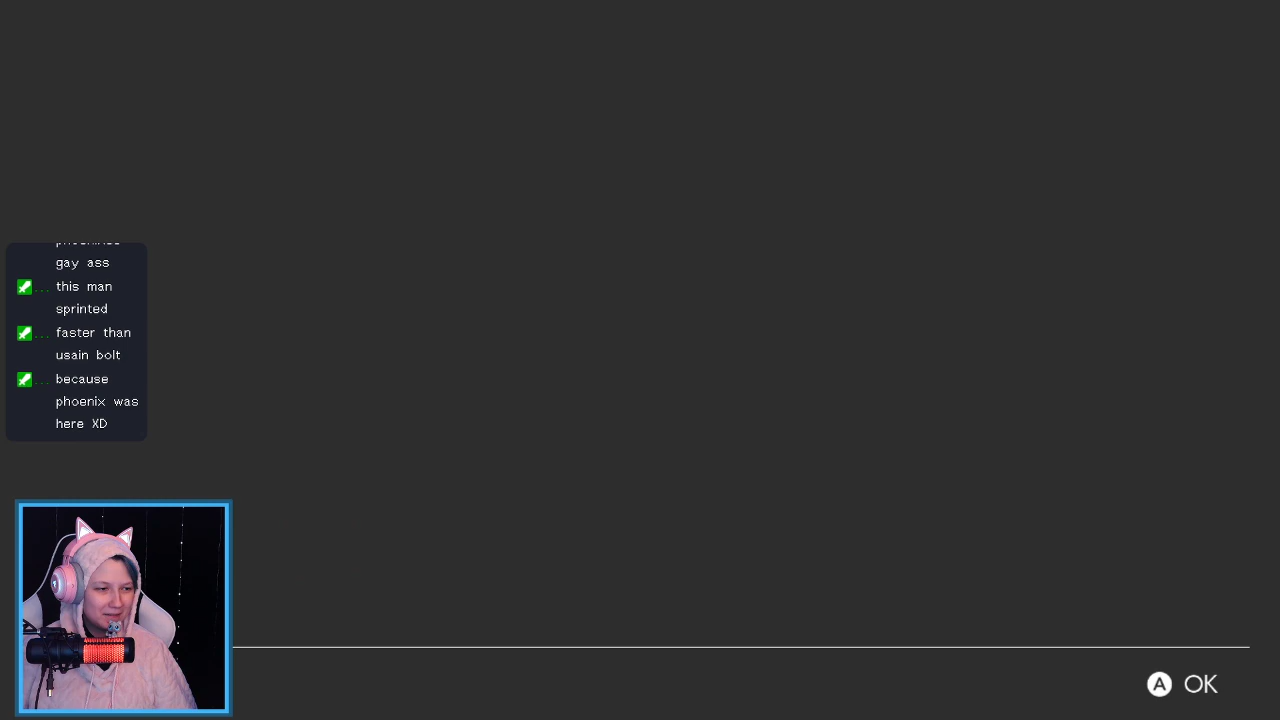 gay ass
... this man
sprinted
... faster than
usain bolt
... because
phoenix was
here XD
A OK